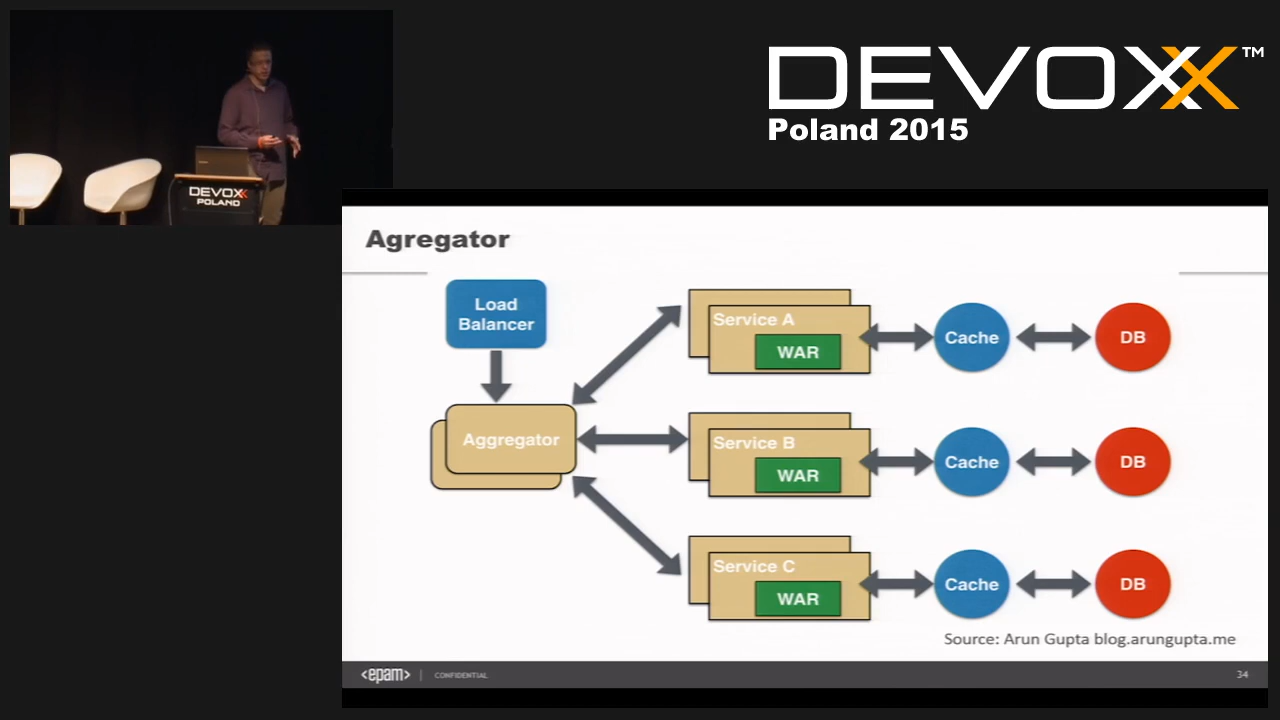 DEVOXX™
Poland 2015
DEVOXX
POLAND
Agregator
Load
Balancer
Aggregator
Service A
WAR
Cache
DB
Service B
WAR
Cache
DB
Service C
WAR
Cache
DB
Source: Arun Gupta blog.arungupta.me
<epam> | CONFIDENTIAL
34